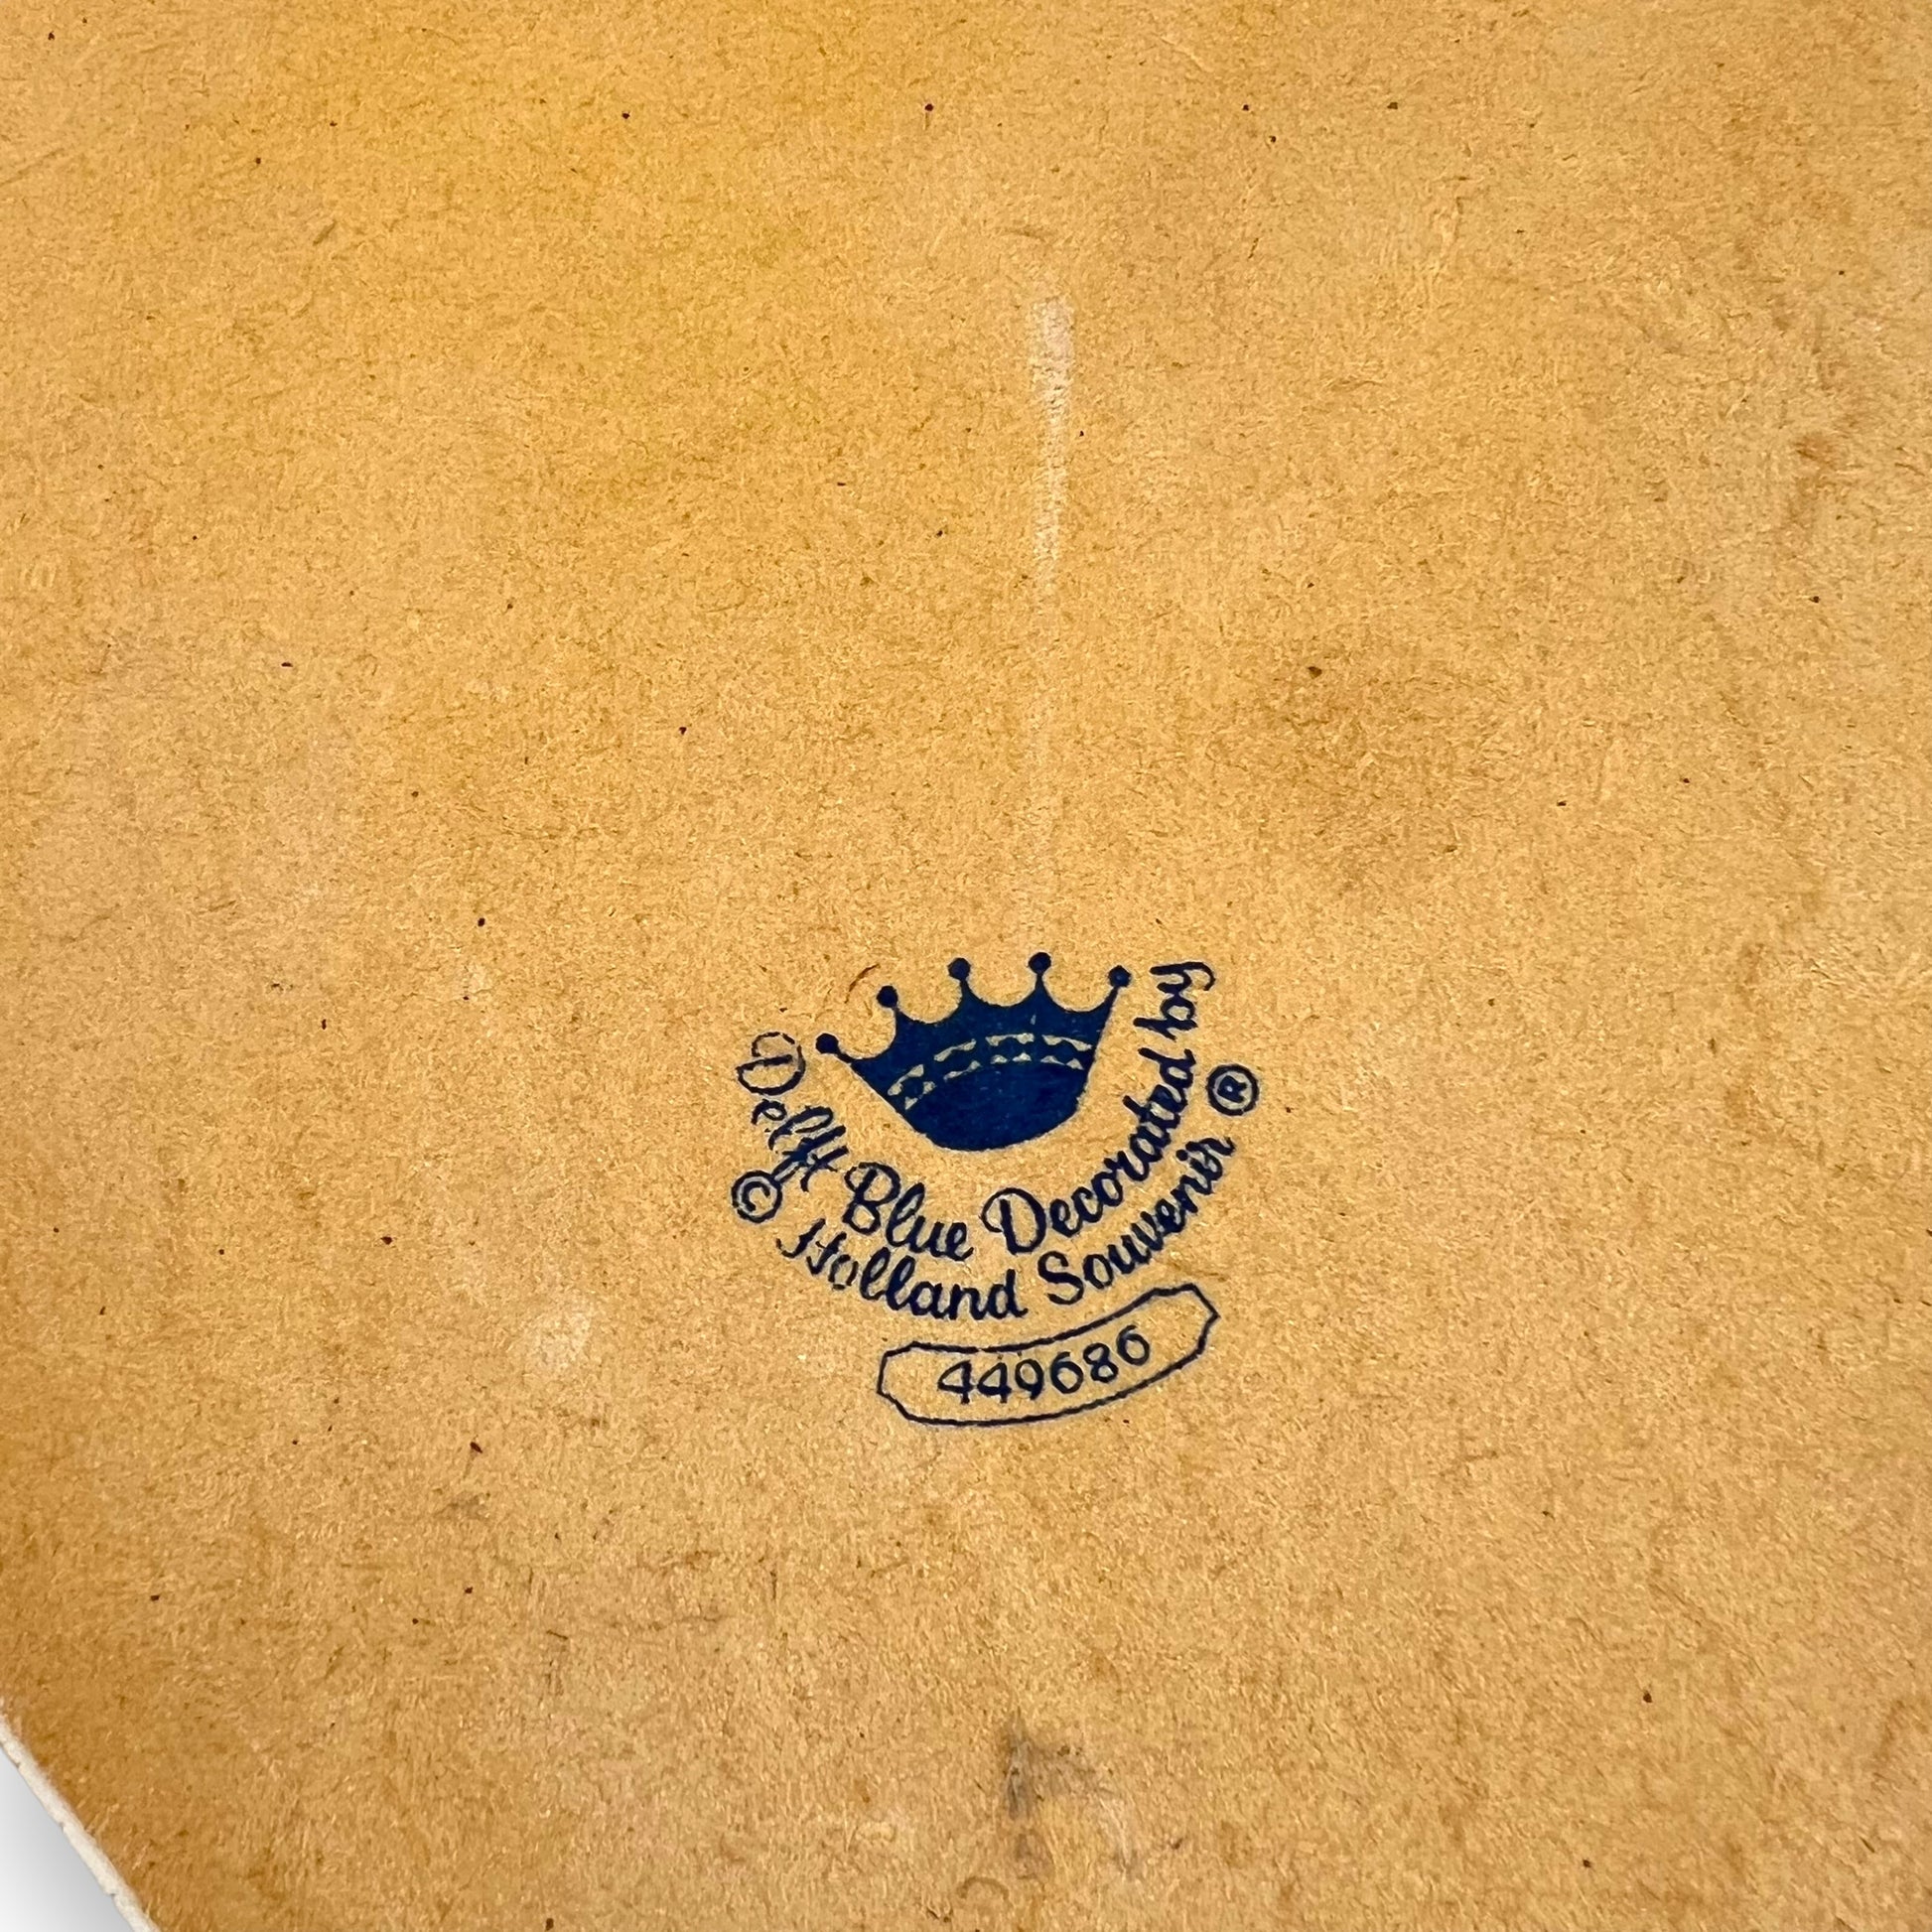 Delft Blue Decorated by
© Holland Souvenir ®
449686